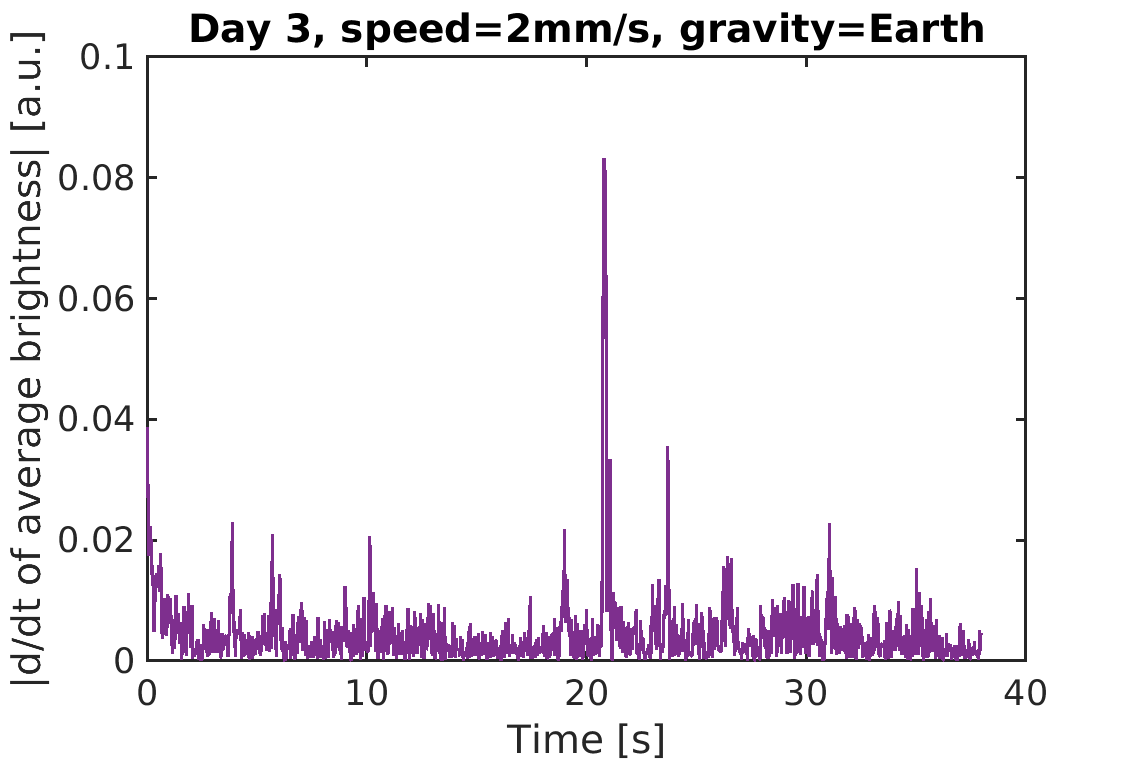 Day 3, speed=2mm/s, gravity=Earth
|d/dt of average brightness| [a.u.]
0.1
0.08
0.06
0.04
0.02
0
0 10 20 30 40
Time [s]